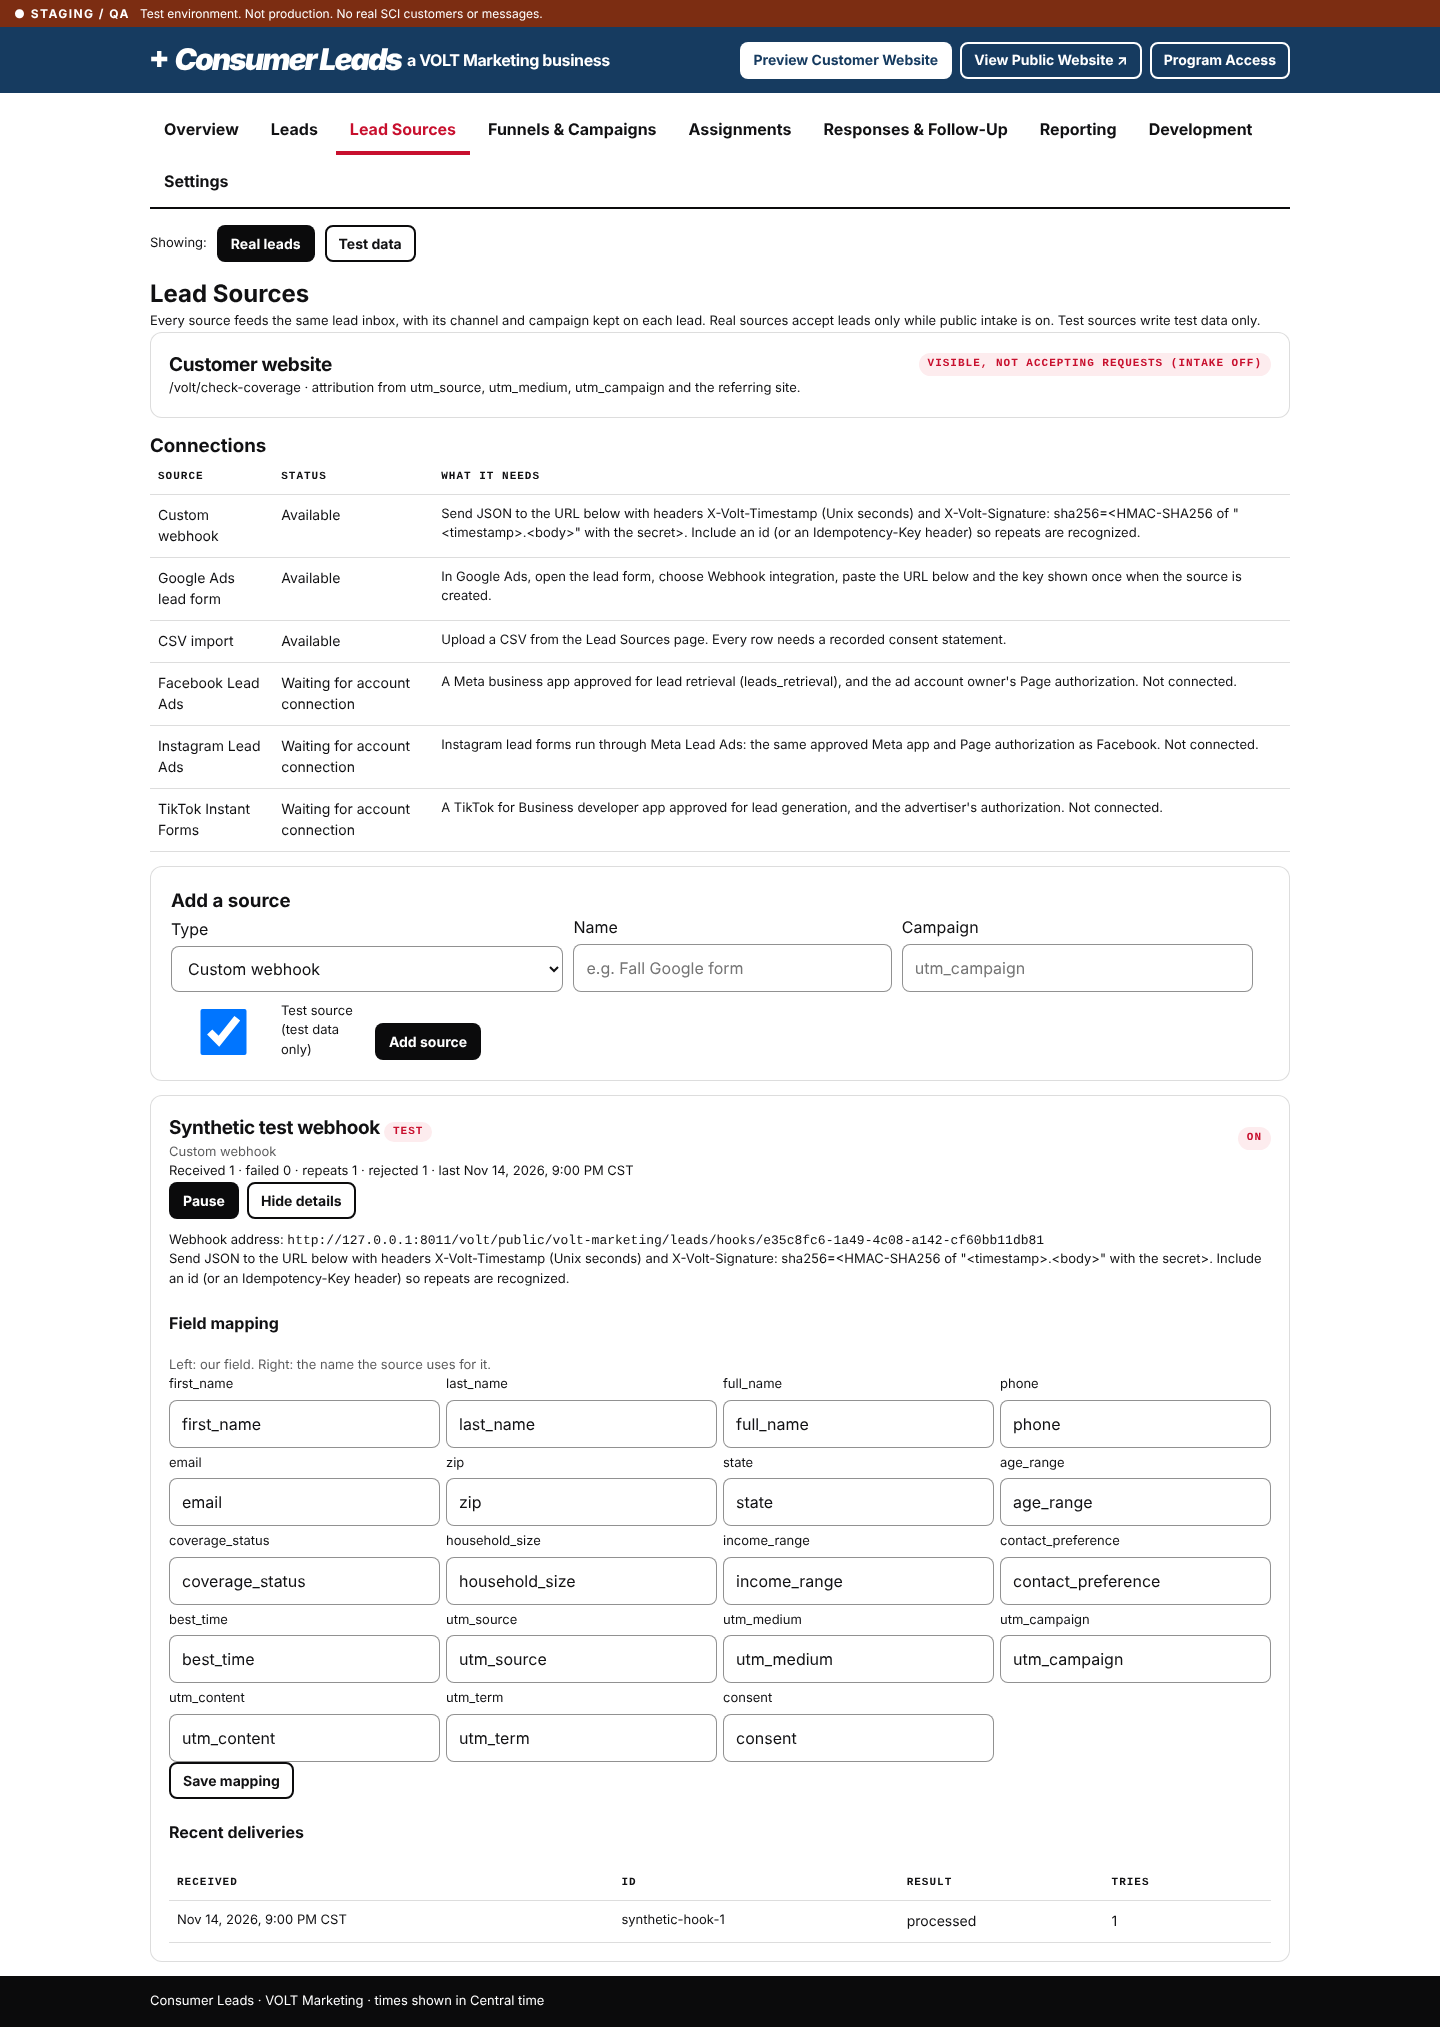 ● STAGING / QA Test environment. Not production. No real SCI customers or messages.
+ ConsumerLeads a VOLT Marketing business
Preview Customer Website
View Public Website ↗
Program Access
Overview
Leads
Lead Sources
Funnels & Campaigns
Assignments
Responses & Follow-Up
Reporting
Development
Settings
Showing: Real leads Test data
Lead Sources
Every source feeds the same lead inbox, with its channel and campaign kept on each lead. Real sources accept leads only while public intake is on. Test sources write test data only.
Customer website
VISIBLE, NOT ACCEPTING REQUESTS (INTAKE OFF)
/volt/check-coverage · attribution from utm_source, utm_medium, utm_campaign and the referring site.
Connections
SOURCE STATUS WHAT IT NEEDS
Custom webhook
Available
Send JSON to the URL below with headers X-Volt-Timestamp (Unix seconds) and X-Volt-Signature: sha256=<HMAC-SHA256 of "
<timestamp>.<body>" with the secret>. Include an id (or an Idempotency-Key header) so repeats are recognized.
Google Ads lead form
Available
In Google Ads, open the lead form, choose Webhook integration, paste the URL below and the key shown once when the source is
created.
CSV import
Available
Upload a CSV from the Lead Sources page. Every row needs a recorded consent statement.
Facebook Lead Ads
Waiting for account connection
A Meta business app approved for lead retrieval (leads_retrieval), and the ad account owner's Page authorization. Not connected.
Instagram Lead Ads
Waiting for account connection
Instagram lead forms run through Meta Lead Ads: the same approved Meta app and Page authorization as Facebook. Not connected.
TikTok Instant Forms
Waiting for account connection
A TikTok for Business developer app approved for lead generation, and the advertiser's authorization. Not connected.
Add a source
Type Name Campaign
Custom webhook
e.g. Fall Google form
utm_campaign
Test source
(test data
only)
Add source
Synthetic test webhook TEST
ON
Custom webhook
Received 1 · failed 0 · repeats 1 · rejected 1 · last Nov 14, 2026, 9:00 PM CST
Pause
Hide details
Webhook address: http://127.0.0.1:8011/volt/public/volt-marketing/leads/hooks/e35c8fc6-1a49-4c08-a142-cf60bb11db81
Send JSON to the URL below with headers X-Volt-Timestamp (Unix seconds) and X-Volt-Signature: sha256=<HMAC-SHA256 of "<timestamp>.<body>" with the secret>. Include
an id (or an Idempotency-Key header) so repeats are recognized.
Field mapping
Left: our field. Right: the name the source uses for it.
first_name last_name full_name phone
first_name last_name full_name phone
email zip state age_range
email zip state age_range
coverage_status household_size income_range contact_preference
coverage_status household_size income_range contact_preference
best_time utm_source utm_medium utm_campaign
best_time utm_source utm_medium utm_campaign
utm_content utm_term consent
utm_content utm_term consent
Save mapping
Recent deliveries
RECEIVED ID RESULT TRIES
Nov 14, 2026, 9:00 PM CST synthetic-hook-1 processed 1
Consumer Leads · VOLT Marketing · times shown in Central time